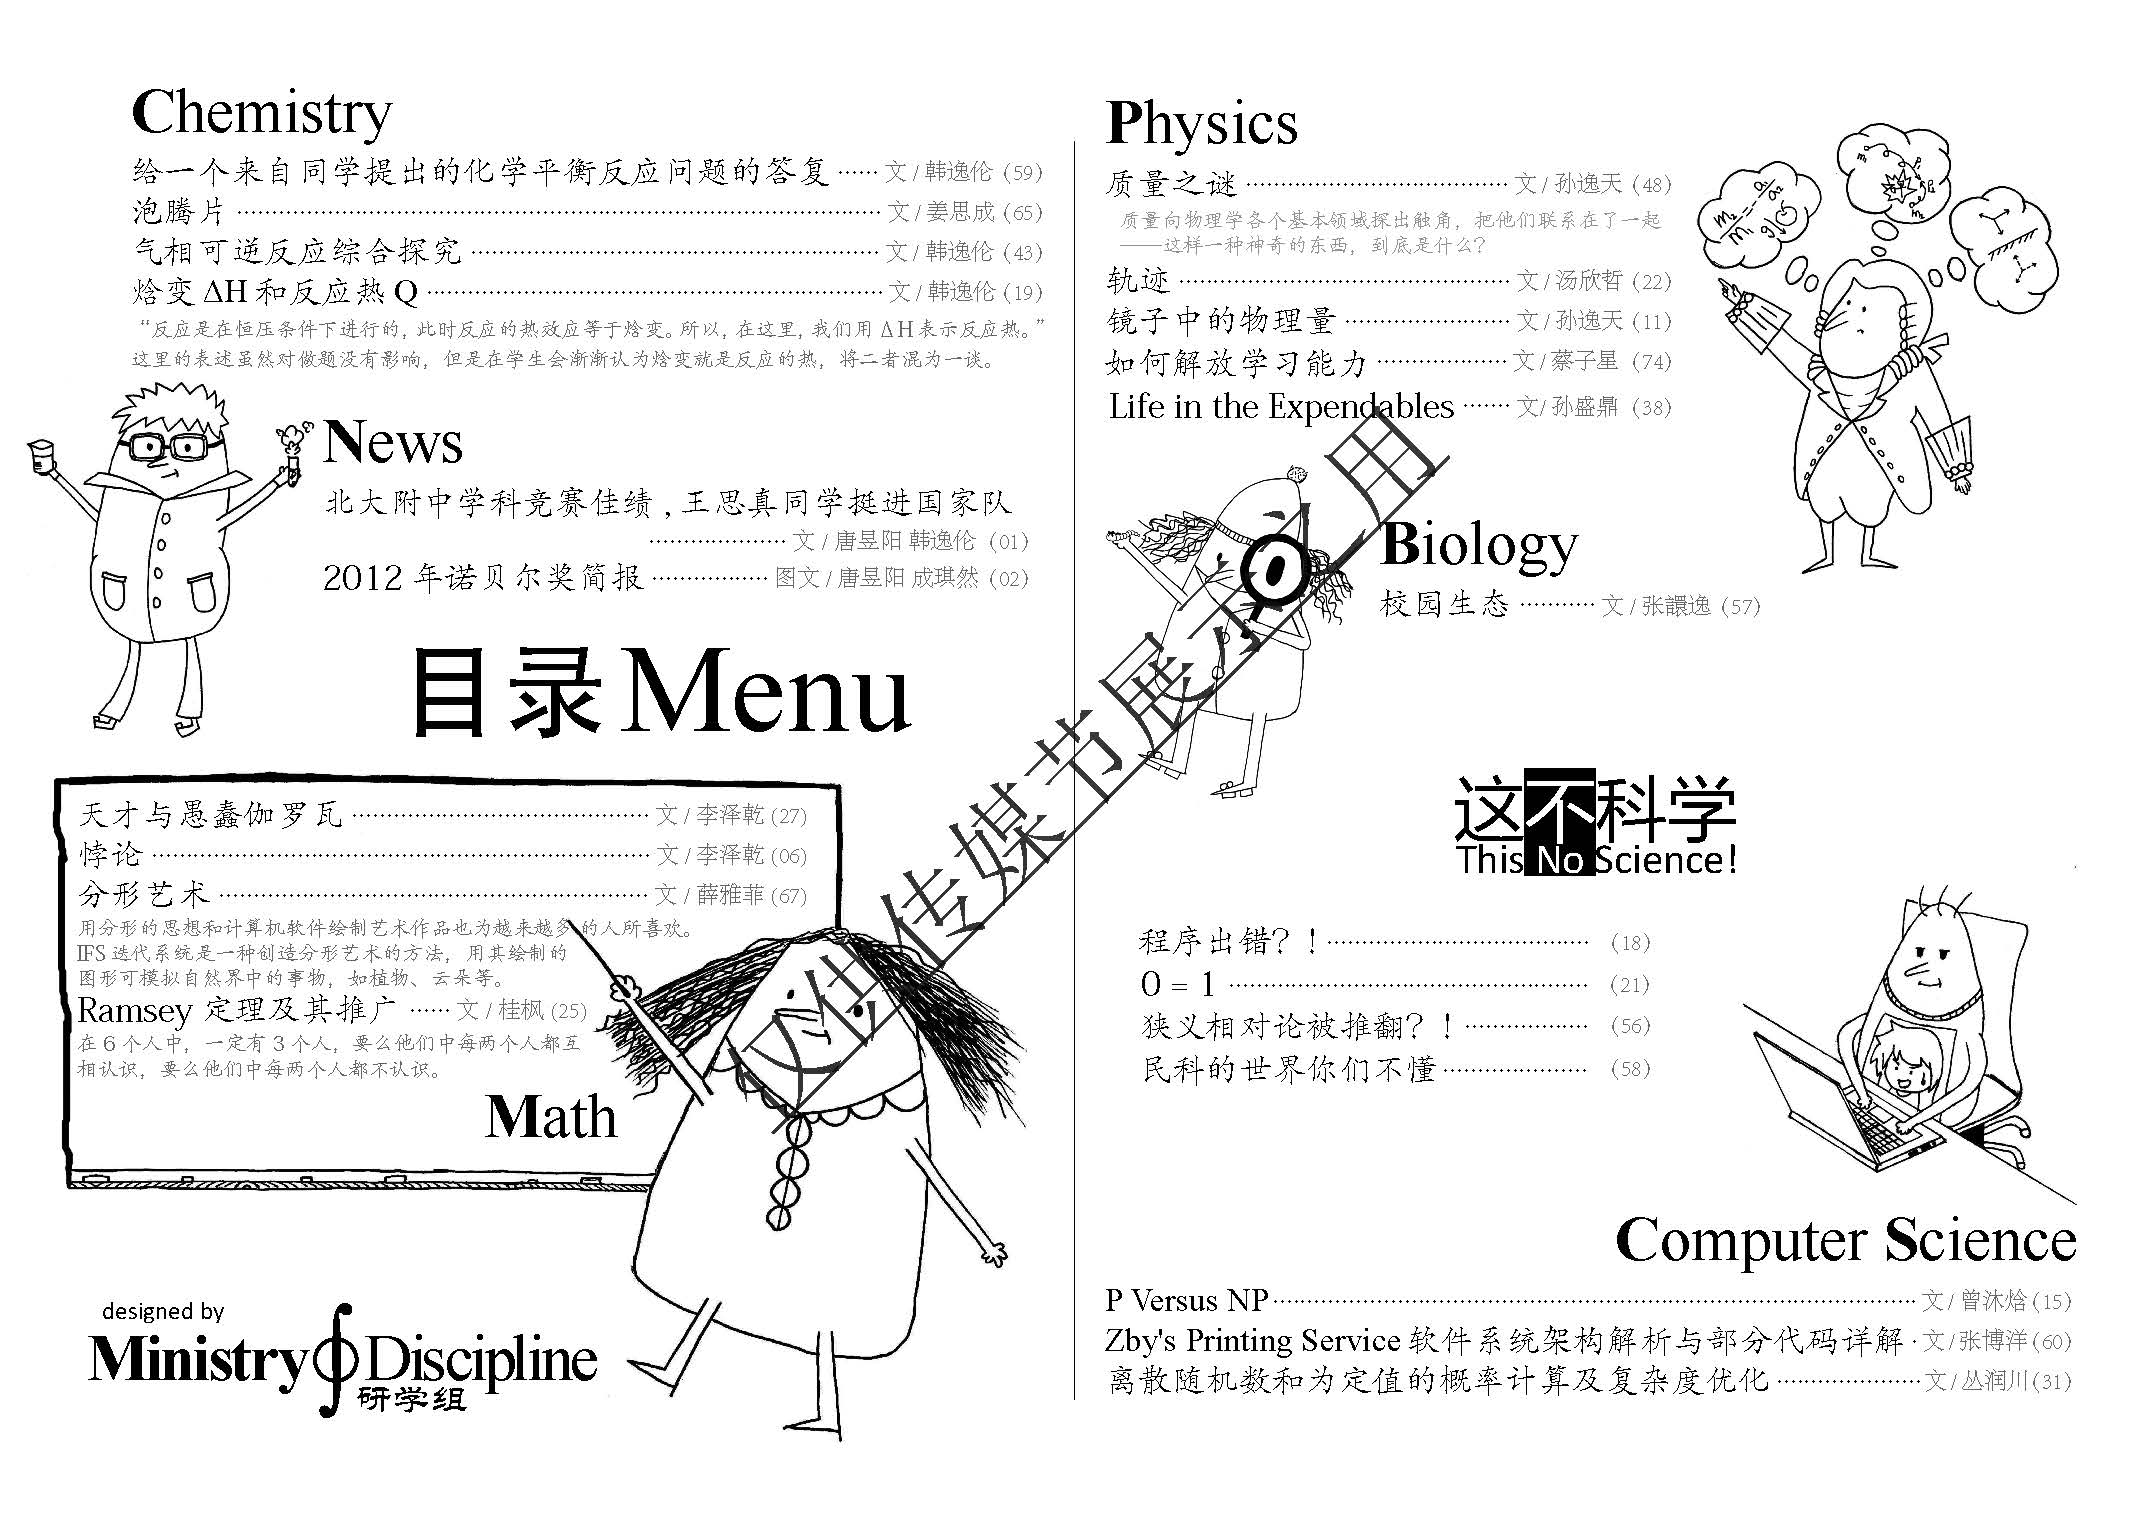 Chemistry
给一个来自同学提出的化学平衡反应问题的答复 ······ 文 / 韩逸伦 (59)
泡腾片 ······ 文 / 姜思成 (65)
气相可逆反应综合探究 ······ 文 / 韩逸伦 (43)
焓变 ΔH 和反应热 Q ······ 文 / 韩逸伦 (19)
“反应是在恒压条件下进行的，此时反应的热效应等于焓变。所以，在这里，我们用 ΔH 表示反应热。”
这里的表述虽然对做题没有影响，但是在学生会渐渐认为焓变就是反应的热，将二者混为一谈。
News
北大附中学科竞赛佳绩，王思真同学挺进国家队
······ 文 / 唐昱阳 韩逸伦 (01)
2012 年诺贝尔奖简报 ······ 图文 / 唐昱阳 成琪然 (02)
目录 Menu
天才与愚蠢伽罗瓦 ······ 文 / 李泽乾 (27)
悖论 ······ 文 / 李泽乾 (06)
分形艺术 ······ 文 / 薛雅菲 (67)
用分形的思想和计算机软件绘制艺术作品也为越来越多的人所喜欢。
IFS 迭代系统是一种创造分形艺术的方法，用其绘制的
图形可模拟自然界中的事物，如植物、云朵等。
Ramsey 定理及其推广 ······ 文 / 桂枫 (25)
在 6 个人中，一定有 3 个人，要么他们中每两个人都互
相认识，要么他们中每两个人都不认识。
Math
designed by
Ministry∮Discipline
研学组
Physics
质量之谜 ······ 文 / 孙逸天 (48)
质量向物理学各个基本领域探出触角，把他们联系在了一起
——这样一种神奇的东西，到底是什么？
轨迹 ······ 文 / 汤欣哲 (22)
镜子中的物理量 ······ 文 / 孙逸天 (11)
如何解放学习能力 ······ 文 / 蔡子星 (74)
Life in the Expendables ······ 文 / 孙盛鼎 (38)
Biology
校园生态 ······ 文 / 张譞逸 (57)
这不科学
This No Science!
程序出错？！ ······ (18)
0 = 1 ······ (21)
狭义相对论被推翻？！ ······ (56)
民科的世界你们不懂 ······ (58)
Computer Science
P Versus NP ······ 文 / 曾沐焓 (15)
Zby's Printing Service 软件系统架构解析与部分代码详解 · 文 / 张博洋 (60)
离散随机数和为定值的概率计算及复杂度优化 ······ 文 / 丛润川 (31)
仅供传媒节展示用